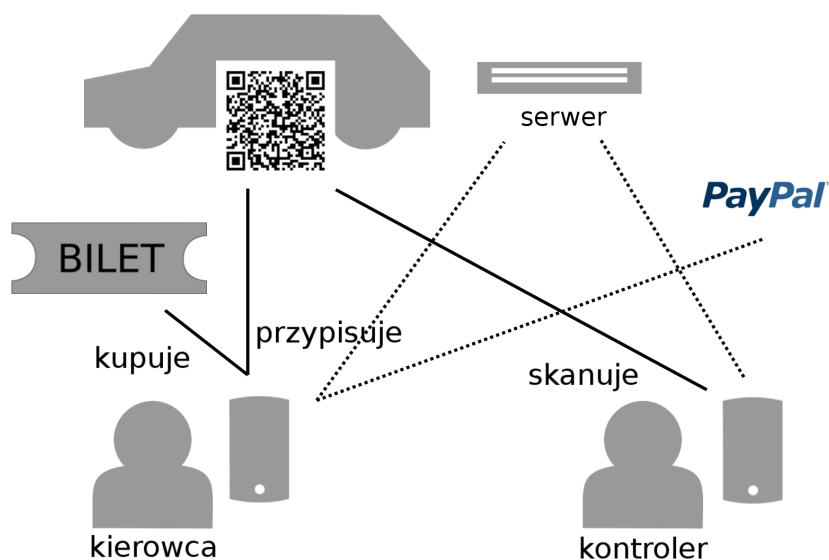 serwer
PayPal
BILET
przypisuje
kupuje
skanuje
kierowca
kontroler